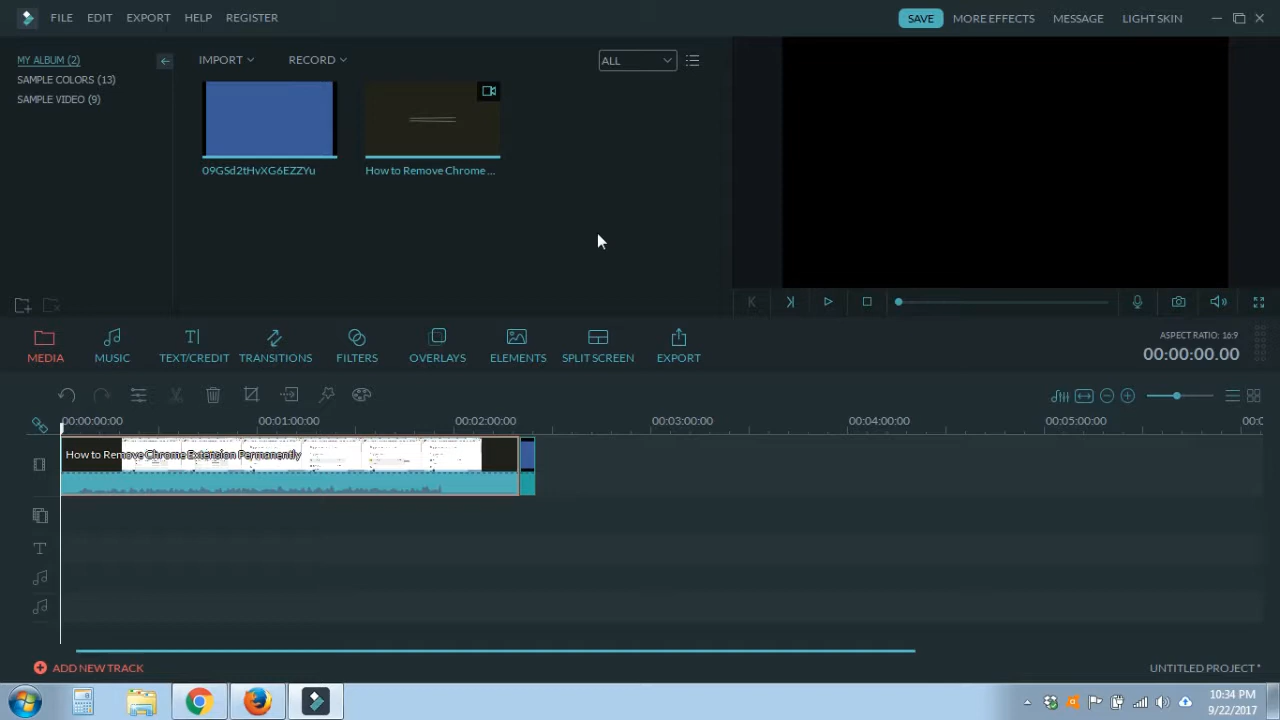 FILE EDIT EXPORT HELP REGISTER SAVE MORE EFFECTS MESSAGE LIGHT SKIN
MY ALBUM (2) IMPORT RECORD ALL
SAMPLE COLORS (13)
SAMPLE VIDEO (9)
09GSd2tHvXG6EZZYu How to Remove Chrome ...
MEDIA MUSIC TEXT/CREDIT TRANSITIONS FILTERS OVERLAYS ELEMENTS SPLIT SCREEN EXPORT
ASPECT RATIO: 16:9
00:00:00.00
00:00:00:00 00:01:00:00 00:02:00:00 00:03:00:00 00:04:00:00 00:05:00:00 00:0
How to Remove Chrome Extension Permanently
T
ADD NEW TRACK UNTITLED PROJECT *
10:34 PM
9/22/2017